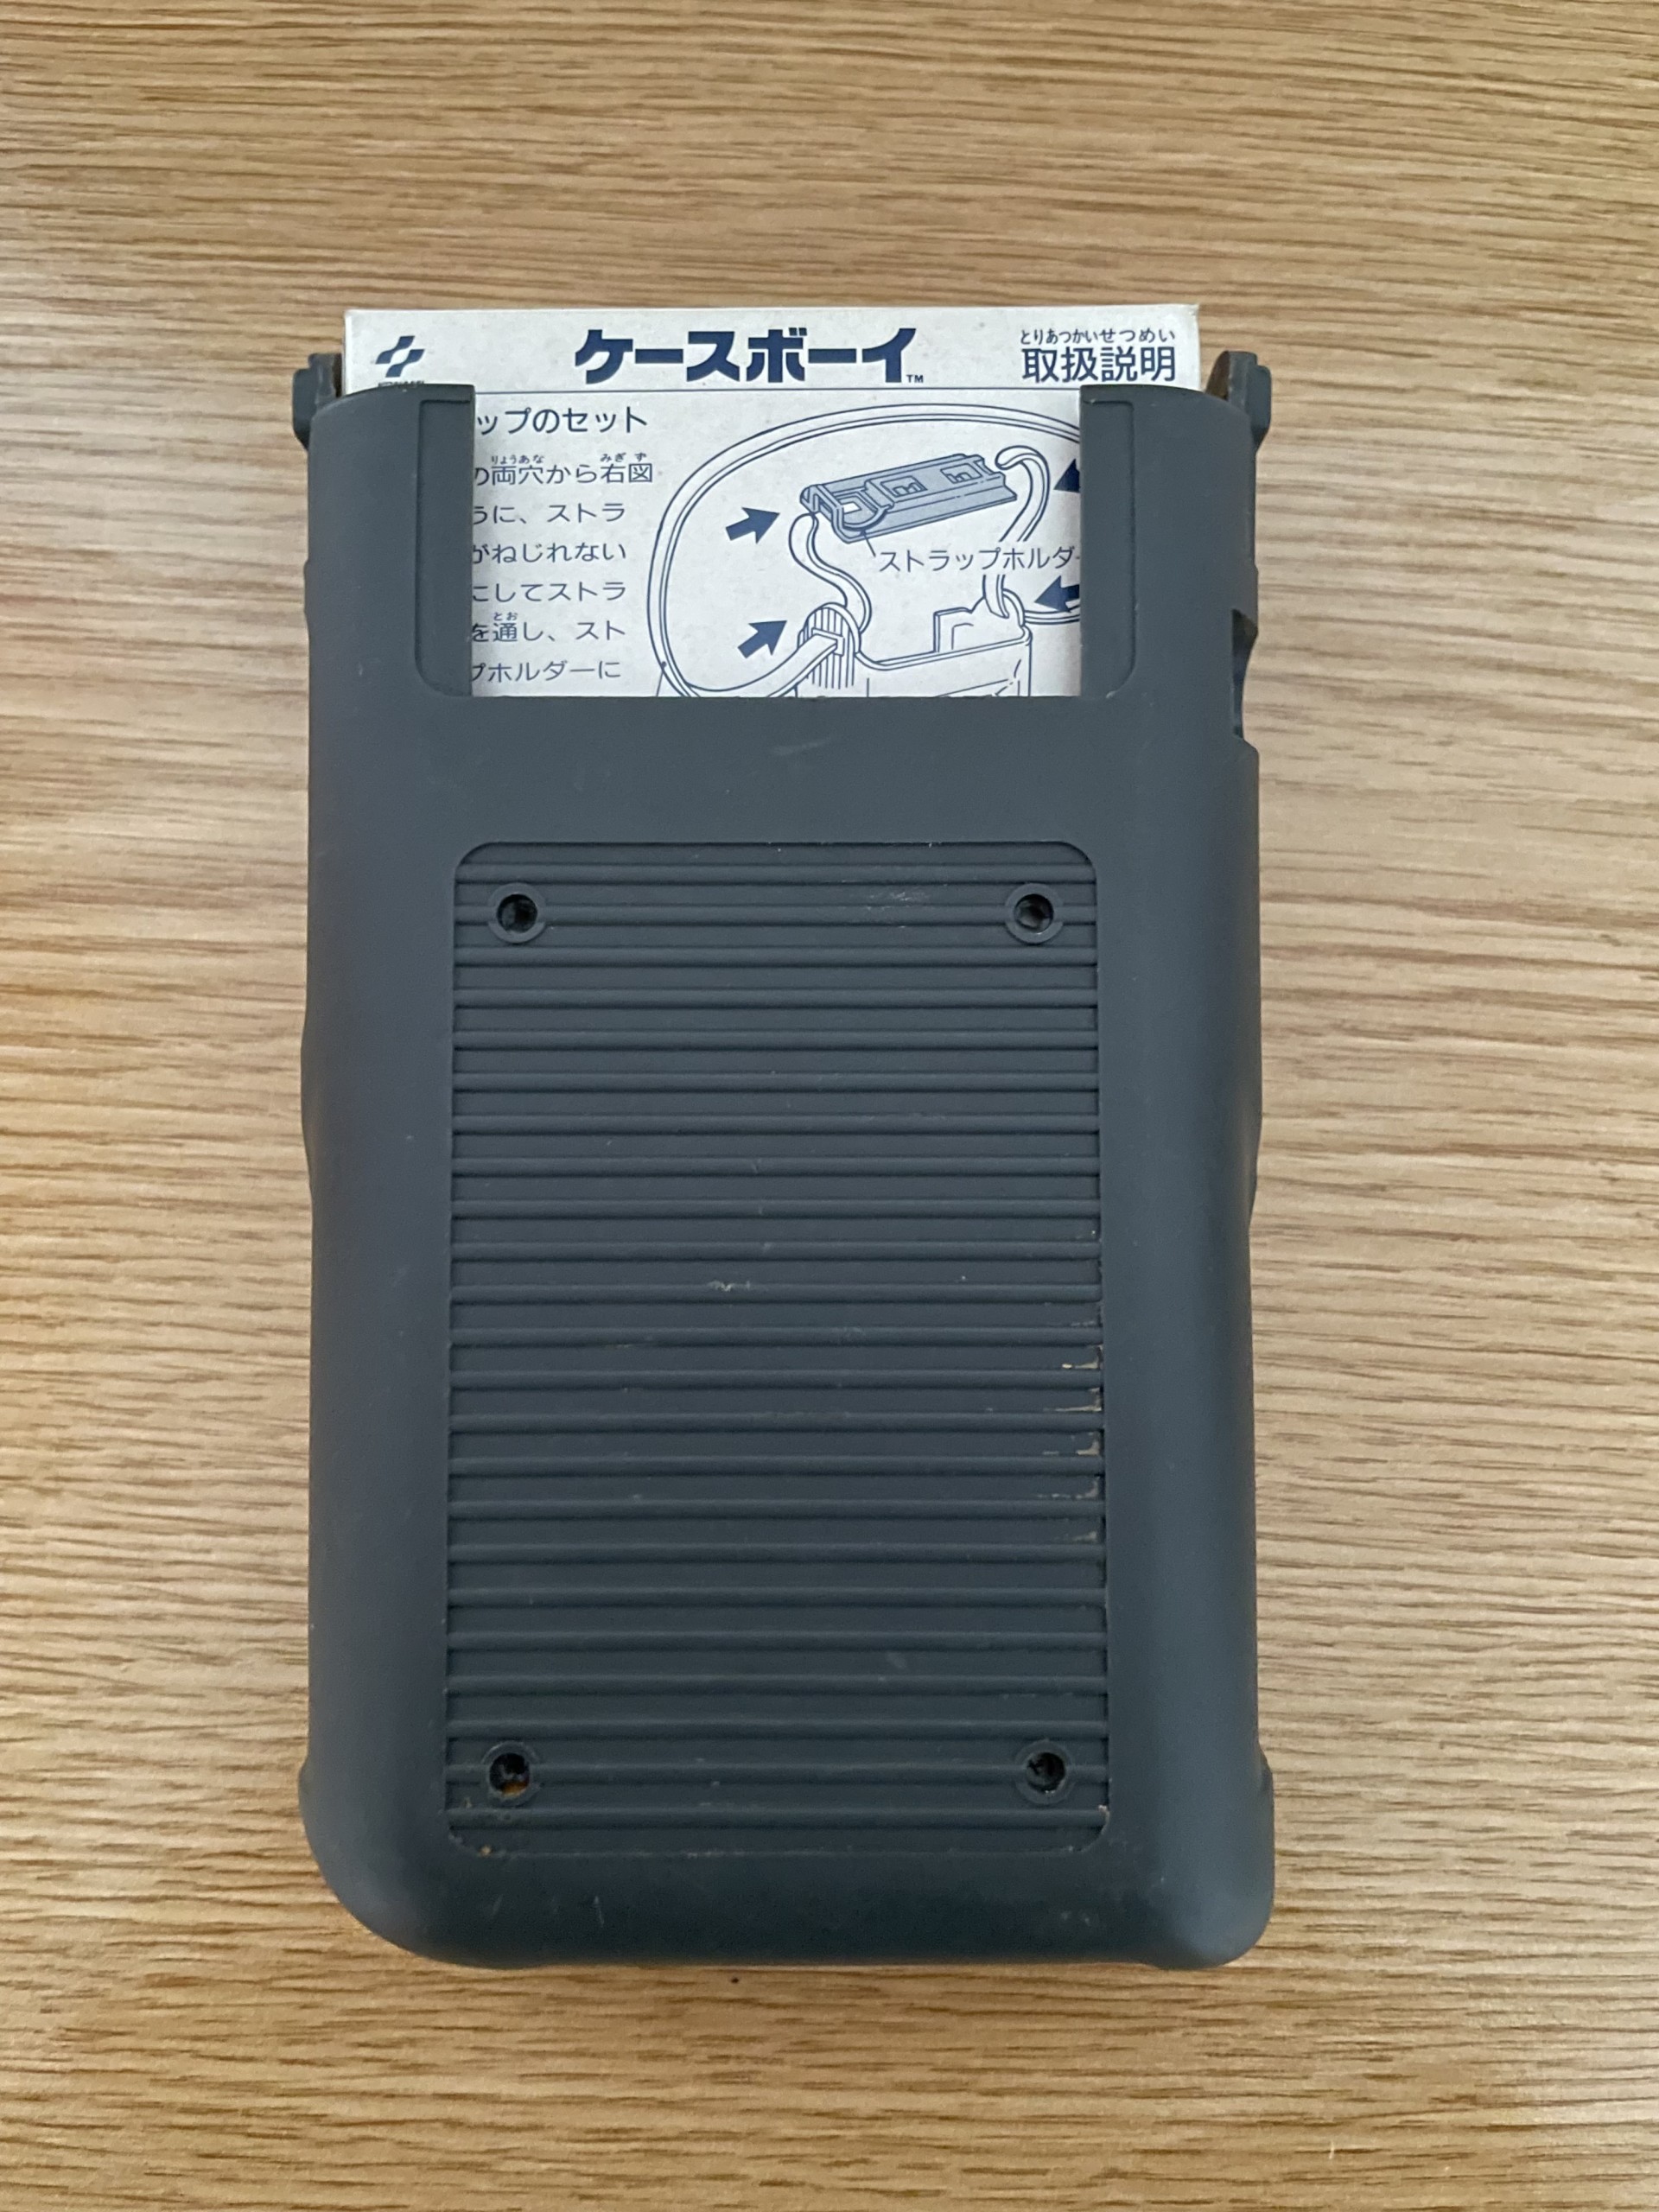 ケースボーイ™
とりあつかいせつめい
取扱説明
ップのセット
りょうあな みぎ ず
の両穴から右図
うに、ストラ
がねじれない
にしてストラ
とお
を通し、スト
プホルダーに
ストラップホルダー